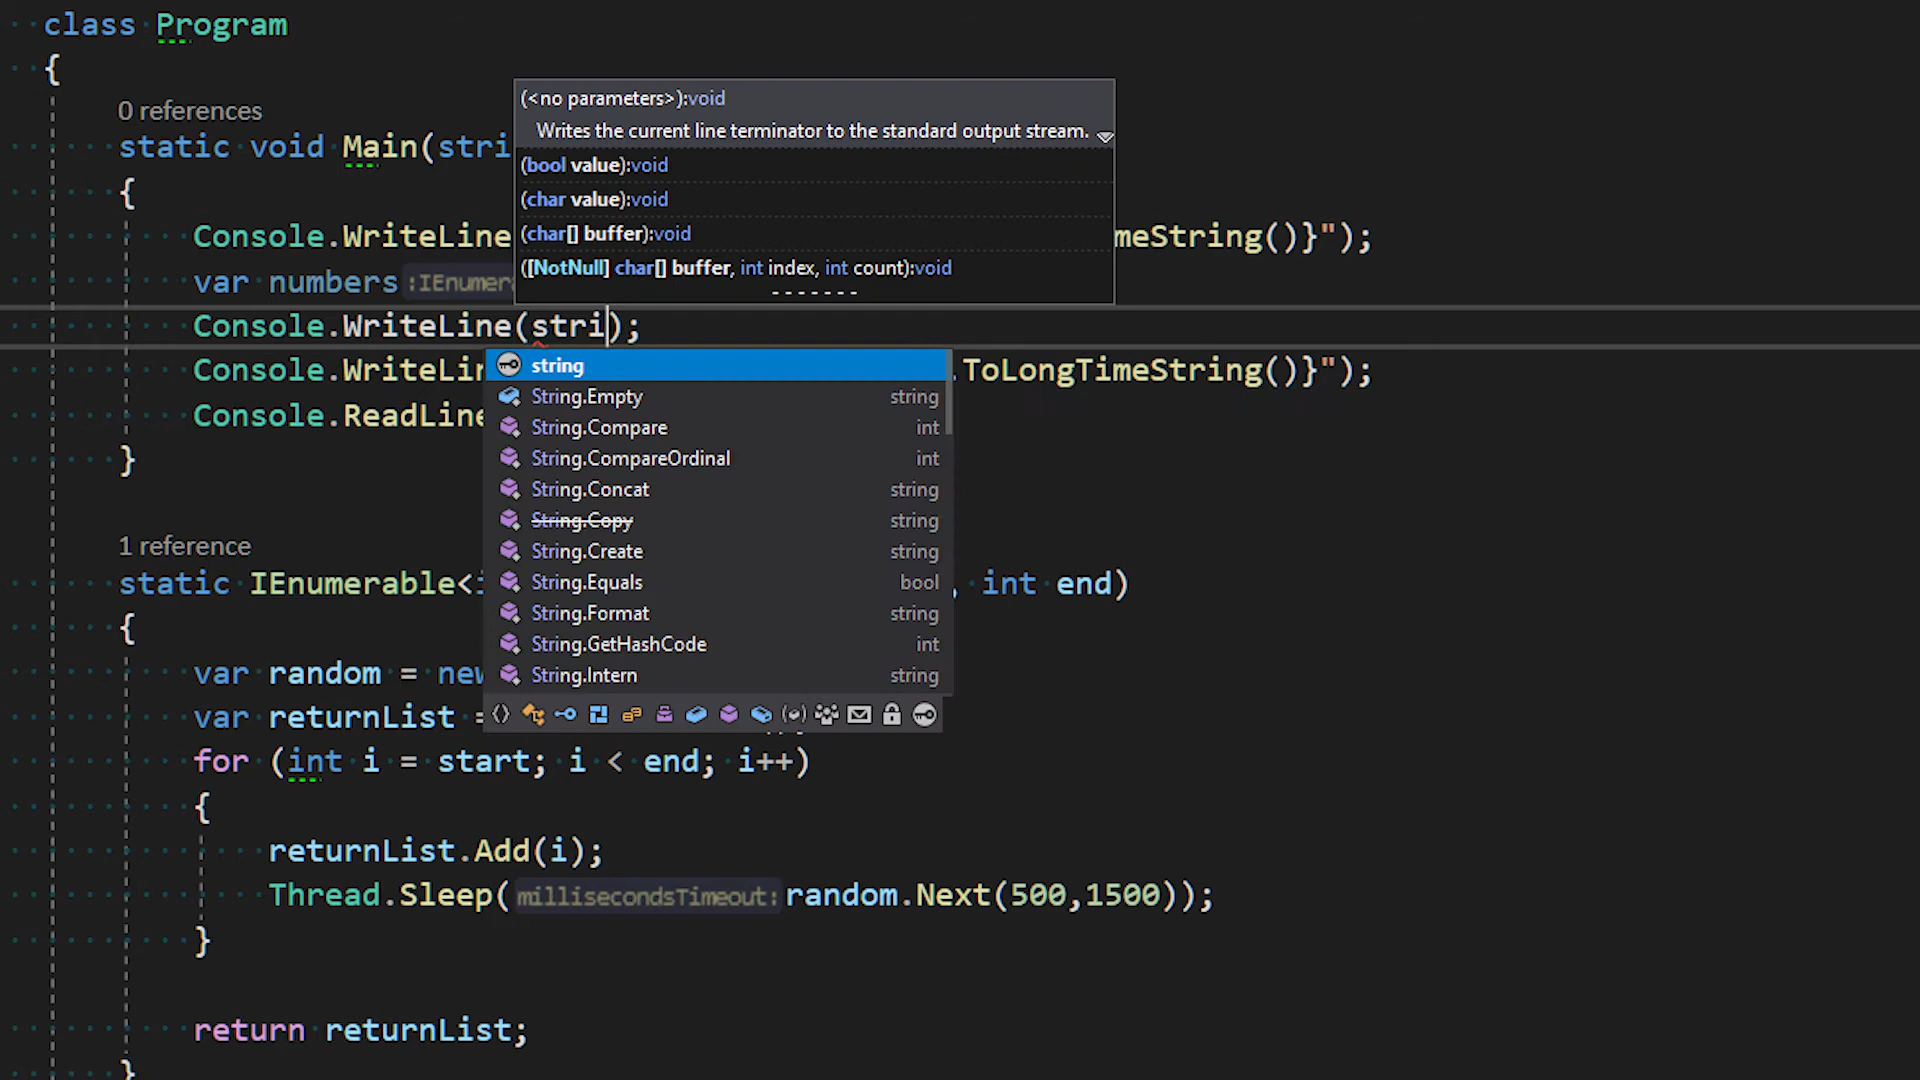 class Program
{
0 references
static void Main(stri
{
Console.WriteLine
meString()}");
var numbers :IEnumera
Console.WriteLine(stri);
Console.WriteLin
.ToLongTimeString()}");
Console.ReadLine
}
(<no parameters>):void
Writes the current line terminator to the standard output stream.
(bool value):void
(char value):void
(char[] buffer):void
([NotNull] char[] buffer, int index, int count):void
string
String.Empty string
String.Compare int
String.CompareOrdinal int
String.Concat string
String.Copy string
String.Create string
String.Equals bool
String.Format string
String.GetHashCode int
String.Intern string
1 reference
static IEnumerable<i
, int end)
{
var random = new
var returnList =
for (int i = start; i < end; i++)
{
returnList.Add(i);
Thread.Sleep( millisecondsTimeout: random.Next(500,1500));
}
return returnList;
}